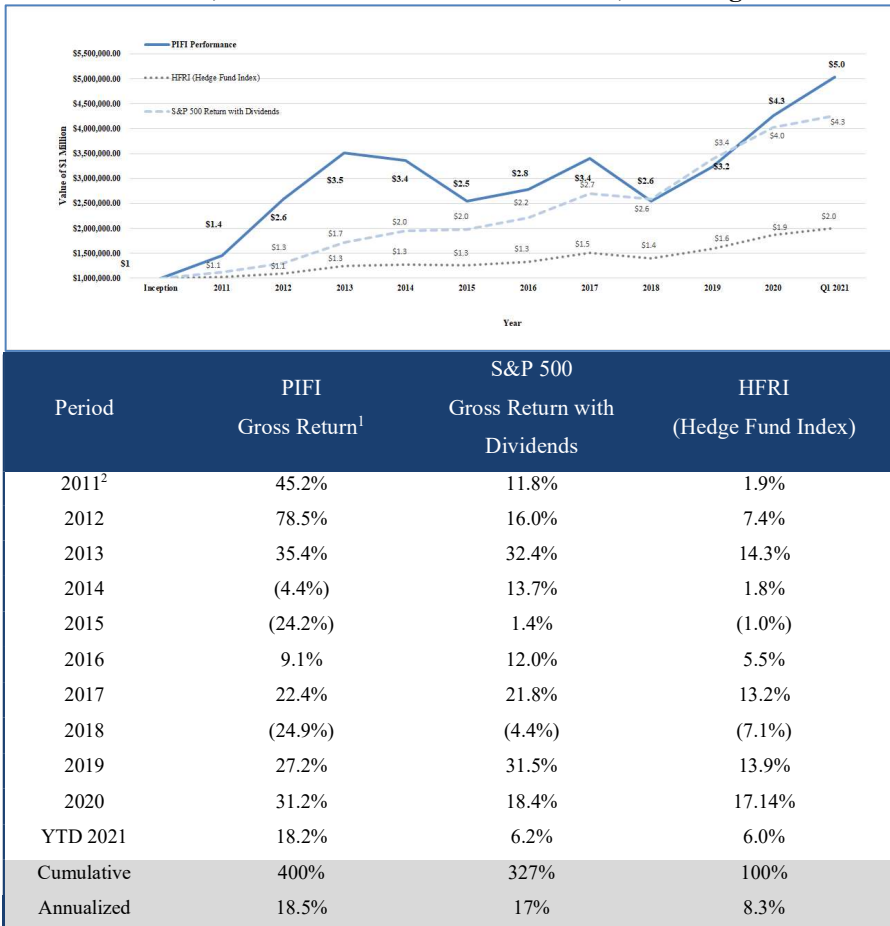 PIFI Performance
HFRI (Hedge Fund Index)
S&P 500 Return with Dividends
Value of $1 Million
$5,500,000.00
$5,000,000.00
$4,500,000.00
$4,000,000.00
$3,500,000.00
$3,000,000.00
$2,500,000.00
$2,000,000.00
$1,500,000.00
$1,000,000.00
$1
$1.4
$2.6
$3.5
$3.4
$2.5
$2.8
$3.4
$2.6
$3.2
$4.3
$5.0
$1.1
$1.3
$1.7
$2.0
$2.0
$2.2
$2.7
$2.6
$3.4
$4.0
$4.3
$1.1
$1.3
$1.3
$1.3
$1.3
$1.5
$1.4
$1.6
$1.9
$2.0
Inception 2011 2012 2013 2014 2015 2016 2017 2018 2019 2020 Q1 2021
Year
Period PIFI Gross Return1 S&P 500 Gross Return with Dividends HFRI (Hedge Fund Index)
20112 45.2% 11.8% 1.9%
2012 78.5% 16.0% 7.4%
2013 35.4% 32.4% 14.3%
2014 (4.4%) 13.7% 1.8%
2015 (24.2%) 1.4% (1.0%)
2016 9.1% 12.0% 5.5%
2017 22.4% 21.8% 13.2%
2018 (24.9%) (4.4%) (7.1%)
2019 27.2% 31.5% 13.9%
2020 31.2% 18.4% 17.14%
YTD 2021 18.2% 6.2% 6.0%
Cumulative 400% 327% 100%
Annualized 18.5% 17% 8.3%